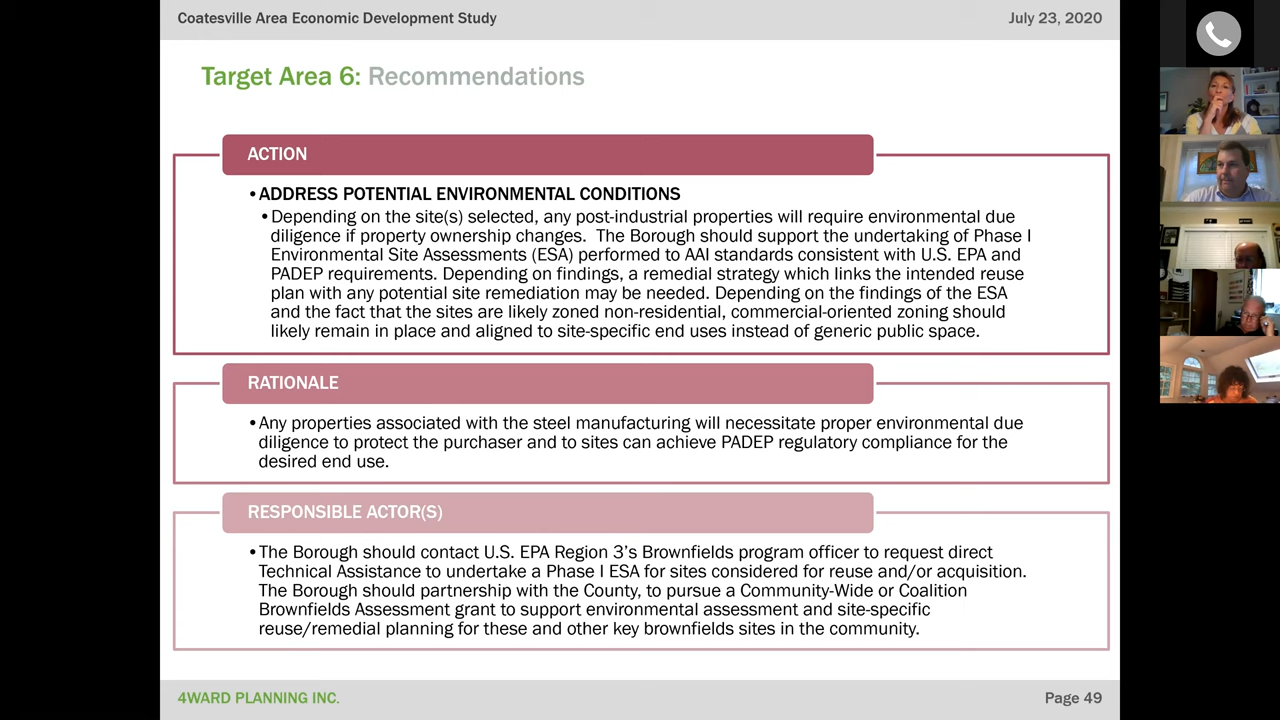 Coatesville Area Economic Development Study
July 23, 2020
Target Area 6: Recommendations
ACTION
•ADDRESS POTENTIAL ENVIRONMENTAL CONDITIONS
•Depending on the site(s) selected, any post-industrial properties will require environmental due
diligence if property ownership changes.  The Borough should support the undertaking of Phase I
Environmental Site Assessments (ESA) performed to AAI standards consistent with U.S. EPA and
PADEP requirements. Depending on findings, a remedial strategy which links the intended reuse
plan with any potential site remediation may be needed. Depending on the findings of the ESA
and the fact that the sites are likely zoned non-residential, commercial-oriented zoning should
likely remain in place and aligned to site-specific end uses instead of generic public space.
RATIONALE
•Any properties associated with the steel manufacturing will necessitate proper environmental due
diligence to protect the purchaser and to sites can achieve PADEP regulatory compliance for the
desired end use.
RESPONSIBLE ACTOR(S)
•The Borough should contact U.S. EPA Region 3's Brownfields program officer to request direct
Technical Assistance to undertake a Phase I ESA for sites considered for reuse and/or acquisition.
The Borough should partnership with the County, to pursue a Community-Wide or Coalition
Brownfields Assessment grant to support environmental assessment and site-specific
reuse/remedial planning for these and other key brownfields sites in the community.
4WARD PLANNING INC.
Page 49